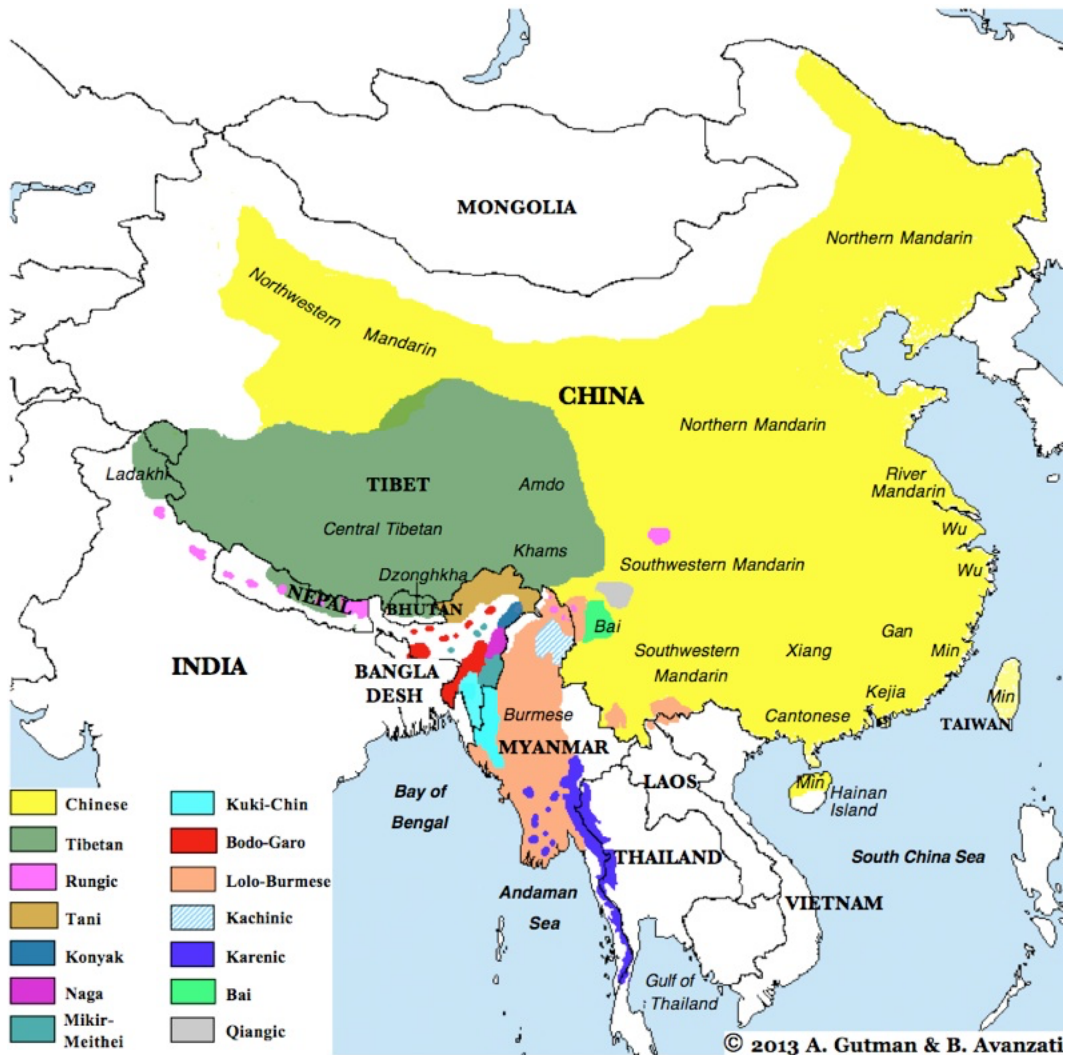 MONGOLIA
Northern Mandarin
Northwestern
Mandarin
CHINA
Northern Mandarin
Ladakhi
TIBET
Amdo
River
Mandarin
Central Tibetan
Wu
Khams
Southwestern Mandarin
Wu
Dzonghkha
NEPAL
BHUTAN
Bai
Gan
INDIA
BANGLA
DESH
Southwestern
Mandarin
Xiang
Min
Kejia
Min
Burmese
Cantonese
TAIWAN
MYANMAR
LAOS
Min
Hainan
Island
Bay of
Bengal
THAILAND
South China Sea
Andaman
Sea
VIETNAM
Gulf of
Thailand
Chinese
Tibetan
Rungic
Tani
Konyak
Naga
Mikir-
Meithei
Kuki-Chin
Bodo-Garo
Lolo-Burmese
Kachinic
Karenic
Bai
Qiangic
© 2013 A. Gutman & B. Avanzati